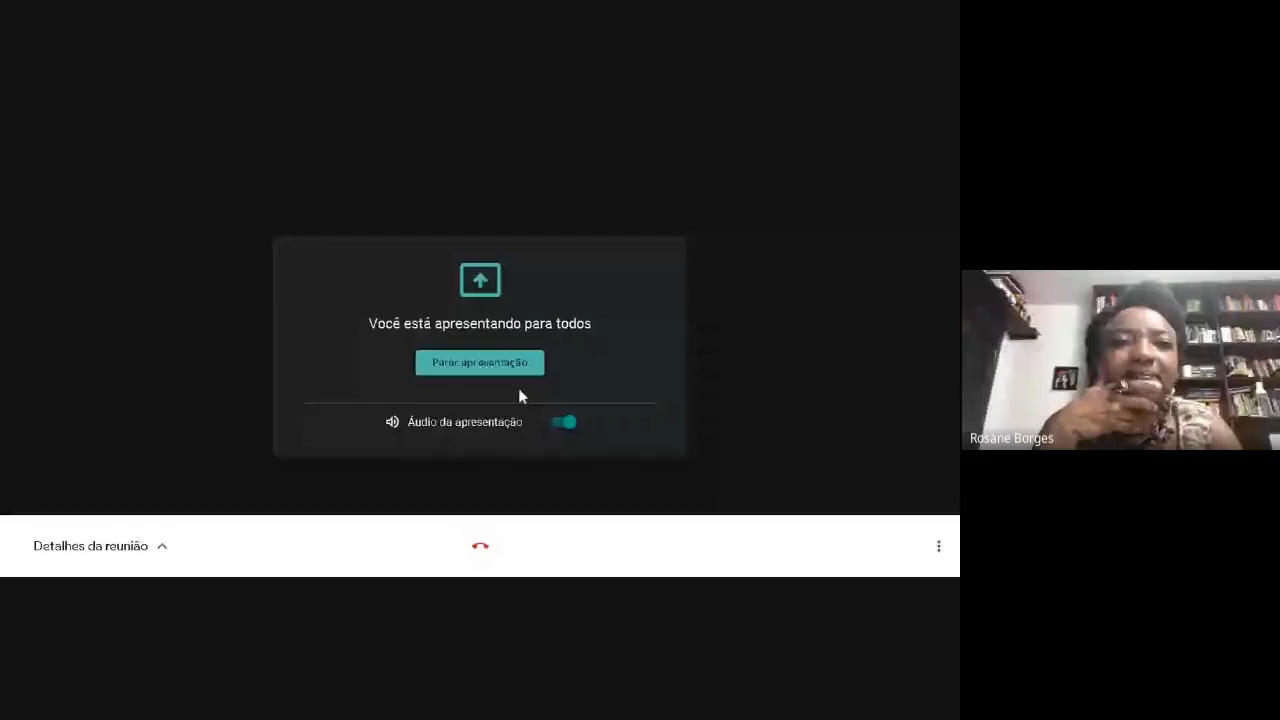 Você está apresentando para todos
Parar apresentação
Áudio da apresentação
Rosane Borges
Detalhes da reunião